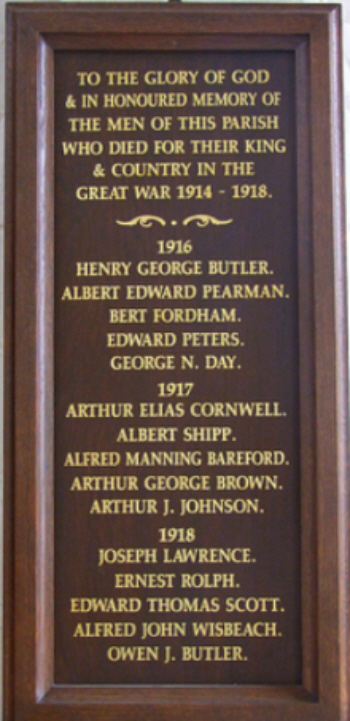 TO THE GLORY OF GOD
& IN HONOURED MEMORY OF
THE MEN OF THIS PARISH
WHO DIED FOR THEIR KING
& COUNTRY IN THE
GREAT WAR 1914 - 1918.
1916
HENRY GEORGE BUTLER.
ALBERT EDWARD PEARMAN.
BERT FORDHAM.
EDWARD PETERS.
GEORGE N. DAY.
1917
ARTHUR ELIAS CORNWELL.
ALBERT SHIPP.
ALFRED MANNING BAREFORD.
ARTHUR GEORGE BROWN.
ARTHUR J. JOHNSON.
1918
JOSEPH LAWRENCE.
ERNEST ROLPH.
EDWARD THOMAS SCOTT.
ALFRED JOHN WISBEACH.
OWEN J. BUTLER.